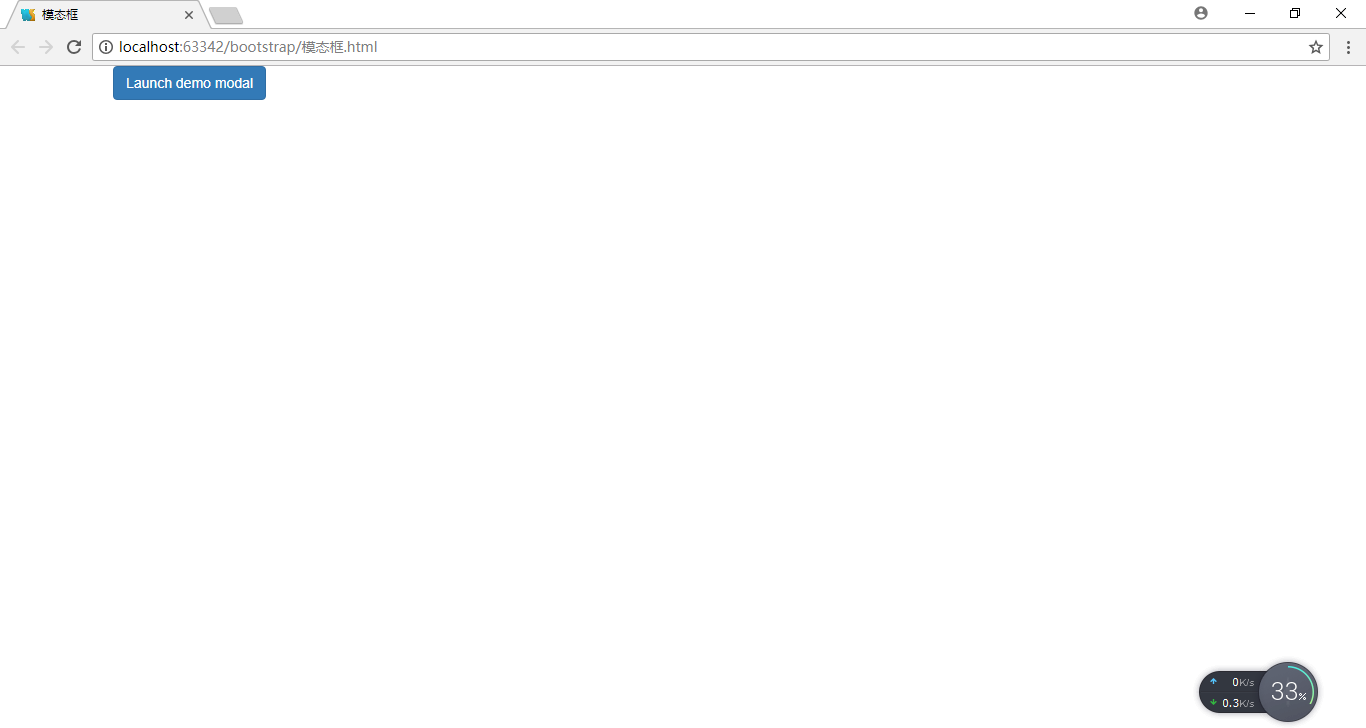 模态框
localhost:63342/bootstrap/模态框.html
Launch demo modal
0K/s
0.3K/s
33%